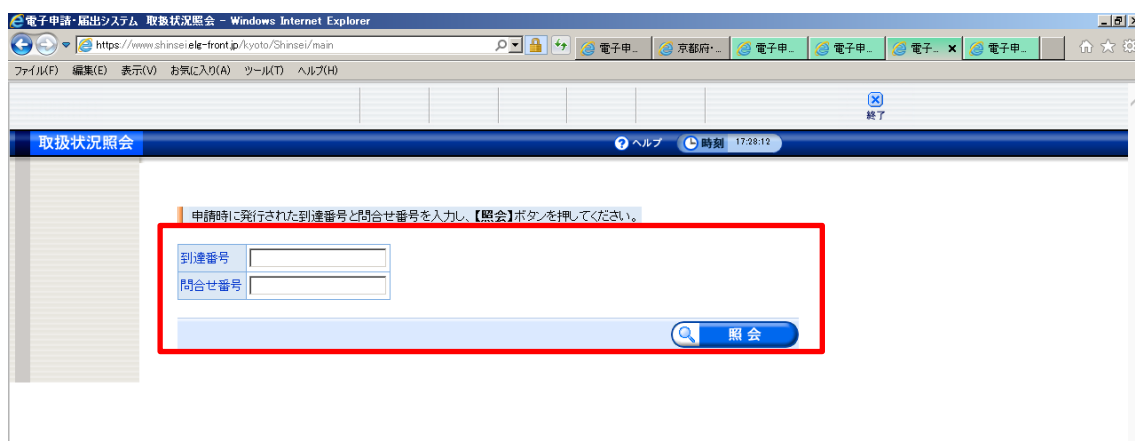 電子申請・届出システム 取扱状況照会 - Windows Internet Explorer
https://www.shinsei.elg-front.jp/kyoto/Shinsei/main
電子申...
京都府・...
電子申...
電子申...
電子...
電子申...
ファイル(F) 編集(E) 表示(V) お気に入り(A) ツール(T) ヘルプ(H)
終了
取扱状況照会
ヘルプ
時刻 17:28:12
申請時に発行された到達番号と問合せ番号を入力し、【照会】ボタンを押してください。
到達番号
問合せ番号
照 会